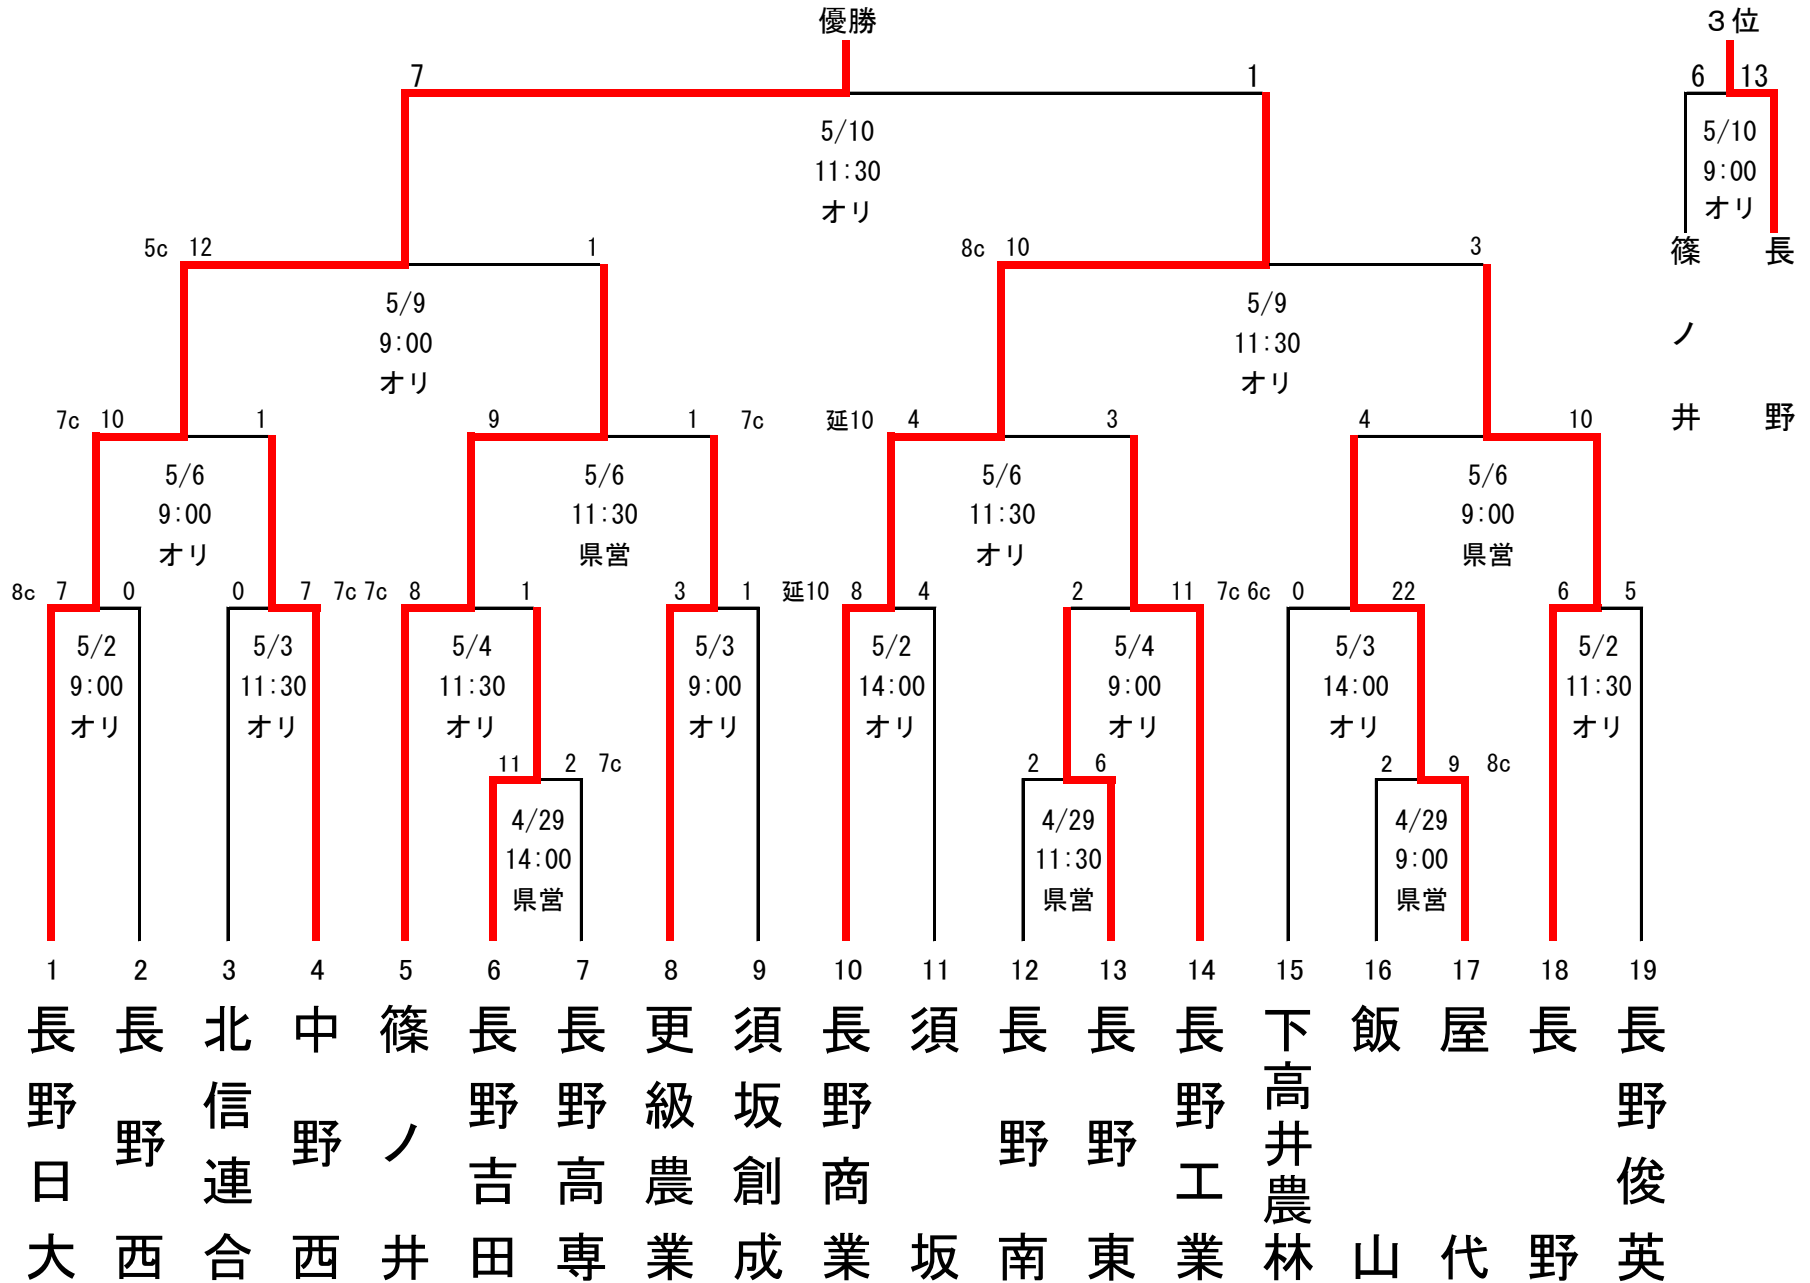 優勝
３位
7
1
6
13
5/10
11:30
オリ
5/10
9:00
オリ
篠ノ井
長野
5c 12
1
8c 10
3
5/9
9:00
オリ
5/9
11:30
オリ
7c 10
1
9
1 7c
延10 4
3
4
10
5/6
9:00
オリ
5/6
11:30
県営
5/6
11:30
オリ
5/6
9:00
県営
8c 7
0
0
7 7c
7c 8
1
3
1
延10 8
4
2
11 7c
6c 0
22
6
5
5/2
9:00
オリ
5/3
11:30
オリ
5/4
11:30
オリ
5/3
9:00
オリ
5/2
14:00
オリ
5/4
9:00
オリ
5/3
14:00
オリ
5/2
11:30
オリ
11
2 7c
2
6
2
9 8c
4/29
14:00
県営
4/29
11:30
県営
4/29
9:00
県営
1
長野日大
2
長野西
3
北信連合
4
中野西
5
篠ノ井
6
長野吉田
7
長野高専
8
更級農業
9
須坂創成
10
長野商業
11
須坂
12
長野南
13
長野東
14
長野工業
15
下高井農林
16
飯山
17
屋代
18
長野
19
長野俊英